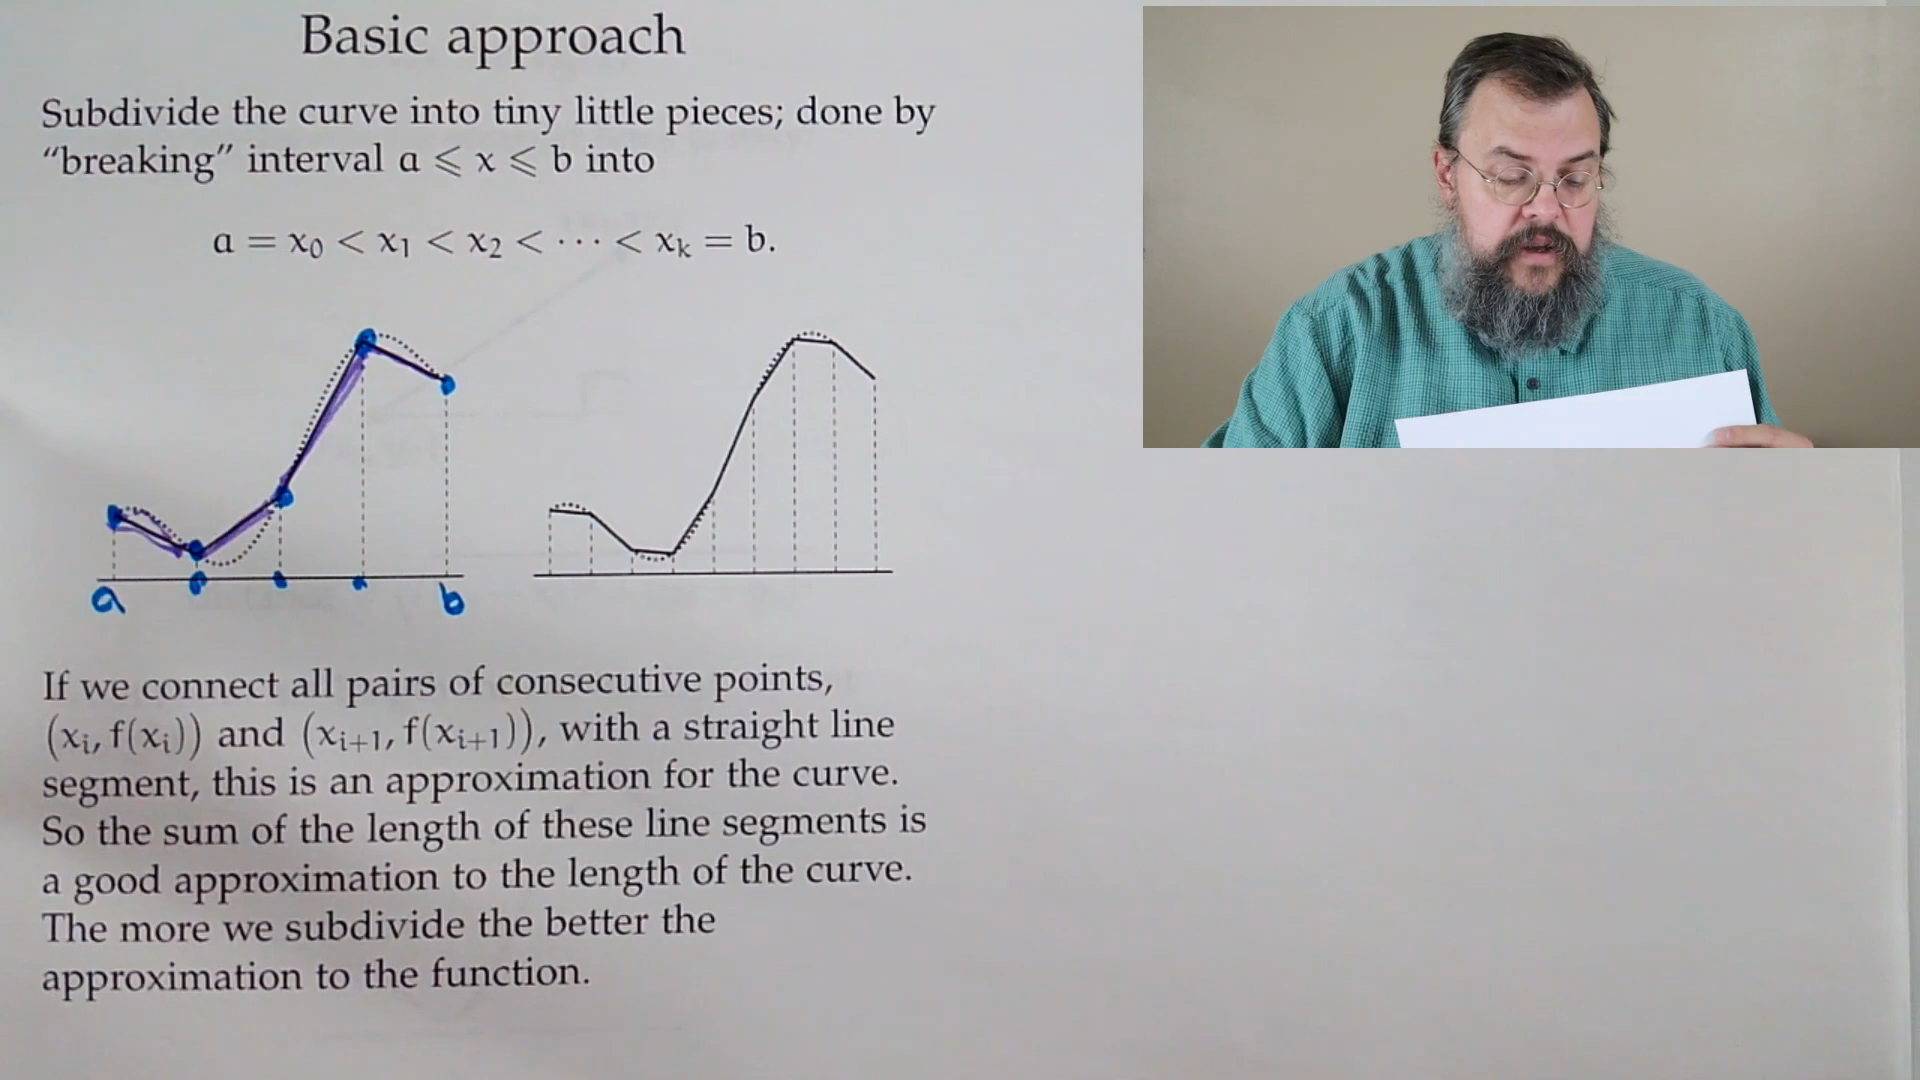 Basic approach
Subdivide the curve into tiny little pieces; done by
“breaking” interval a ⩽ x ⩽ b into
a = x₀ < x₁ < x₂ < ⋯ < xₖ = b.
a b
If we connect all pairs of consecutive points,
(xᵢ, f(xᵢ)) and (xᵢ₊₁, f(xᵢ₊₁)), with a straight line
segment, this is an approximation for the curve.
So the sum of the length of these line segments is
a good approximation to the length of the curve.
The more we subdivide the better the
approximation to the function.